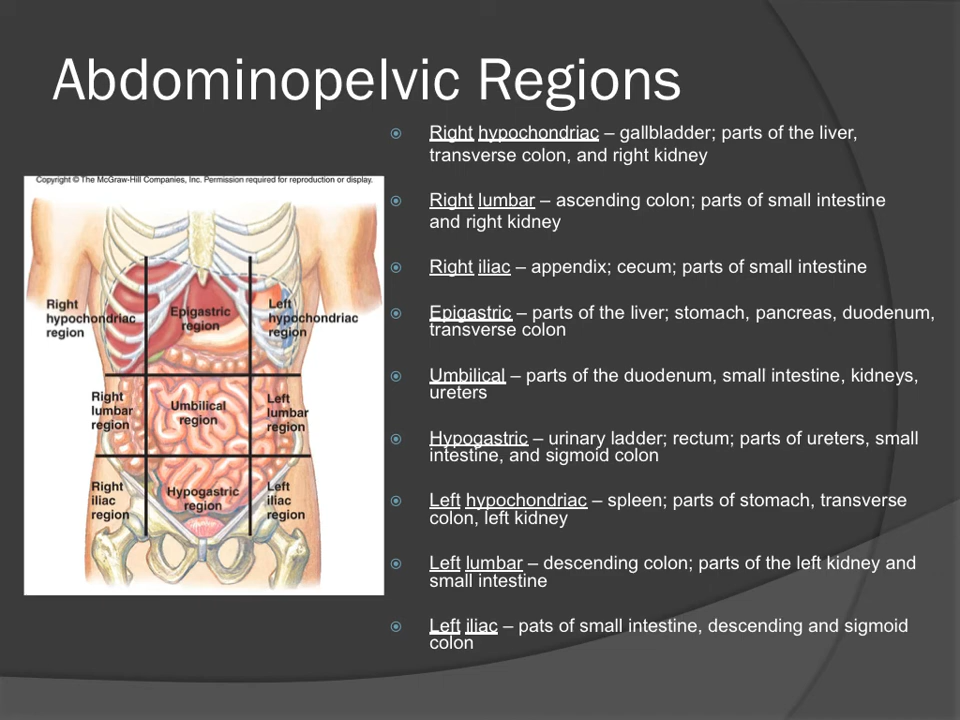 Abdominopelvic Regions
Right hypochondriac – gallbladder; parts of the liver,
transverse colon, and right kidney
Right lumbar – ascending colon; parts of small intestine
and right kidney
Right iliac – appendix; cecum; parts of small intestine
Epigastric – parts of the liver; stomach, pancreas, duodenum,
transverse colon
Umbilical – parts of the duodenum, small intestine, kidneys,
ureters
Hypogastric – urinary ladder; rectum; parts of ureters, small
intestine, and sigmoid colon
Left hypochondriac – spleen; parts of stomach, transverse
colon, left kidney
Left lumbar – descending colon; parts of the left kidney and
small intestine
Left iliac – pats of small intestine, descending and sigmoid
colon
Copyright © The McGraw-Hill Companies, Inc. Permission required for reproduction or display.
Right
hypochondriac
region
Epigastric
region
Left
hypochondriac
region
Right
lumbar
region
Umbilical
region
Left
lumbar
region
Right
iliac
region
Hypogastric
region
Left
iliac
region